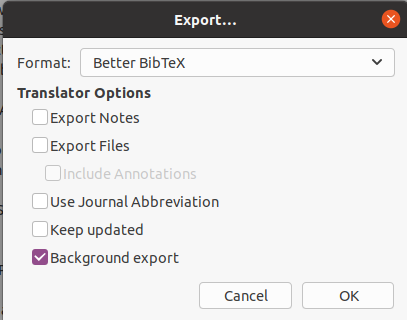 Export...
Format: Better BibTeX
Translator Options
Export Notes
Export Files
Include Annotations
Use Journal Abbreviation
Keep updated
Background export
Cancel OK